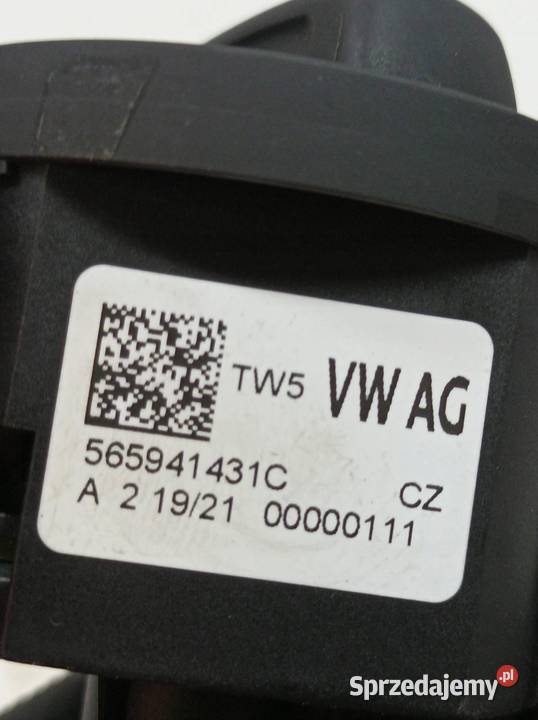 TW5 VW AG
565941431C CZ
A 2 19/21 00000111
Sprzedajemy.pl